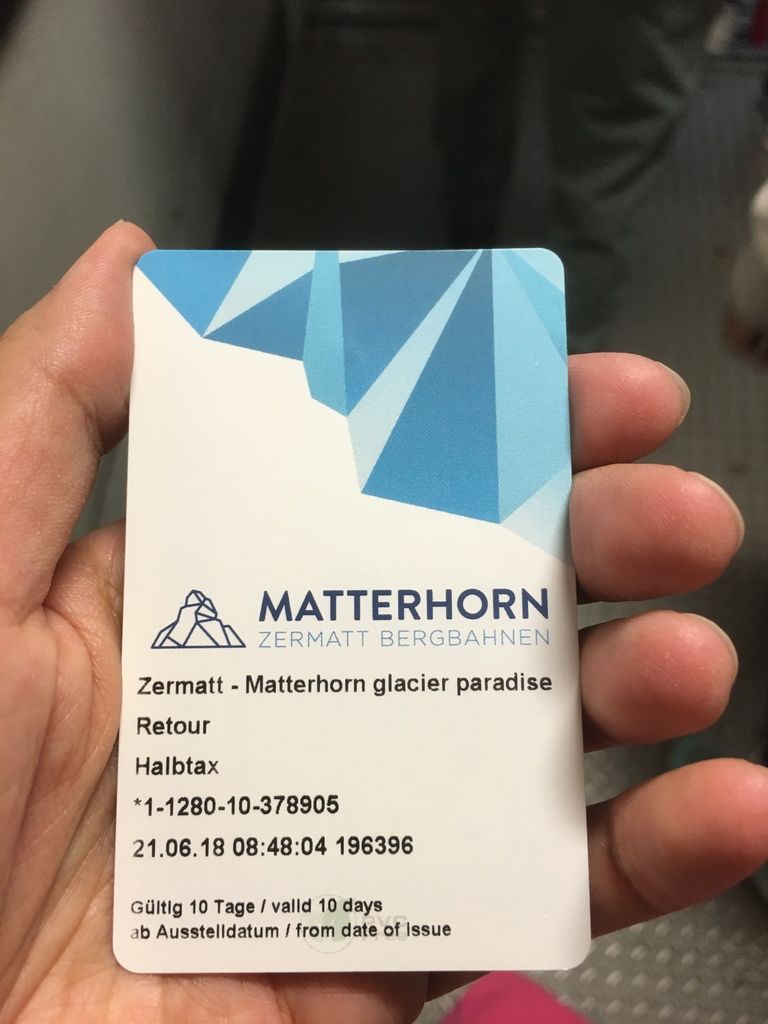 MATTERHORN
ZERMATT BERGBAHNEN
Zermatt - Matterhorn glacier paradise
Retour
Halbtax
*1-1280-10-378905
21.06.18 08:48:04 196396
Gültig 10 Tage / valid 10 days
ab Ausstelldatum / from date of issue